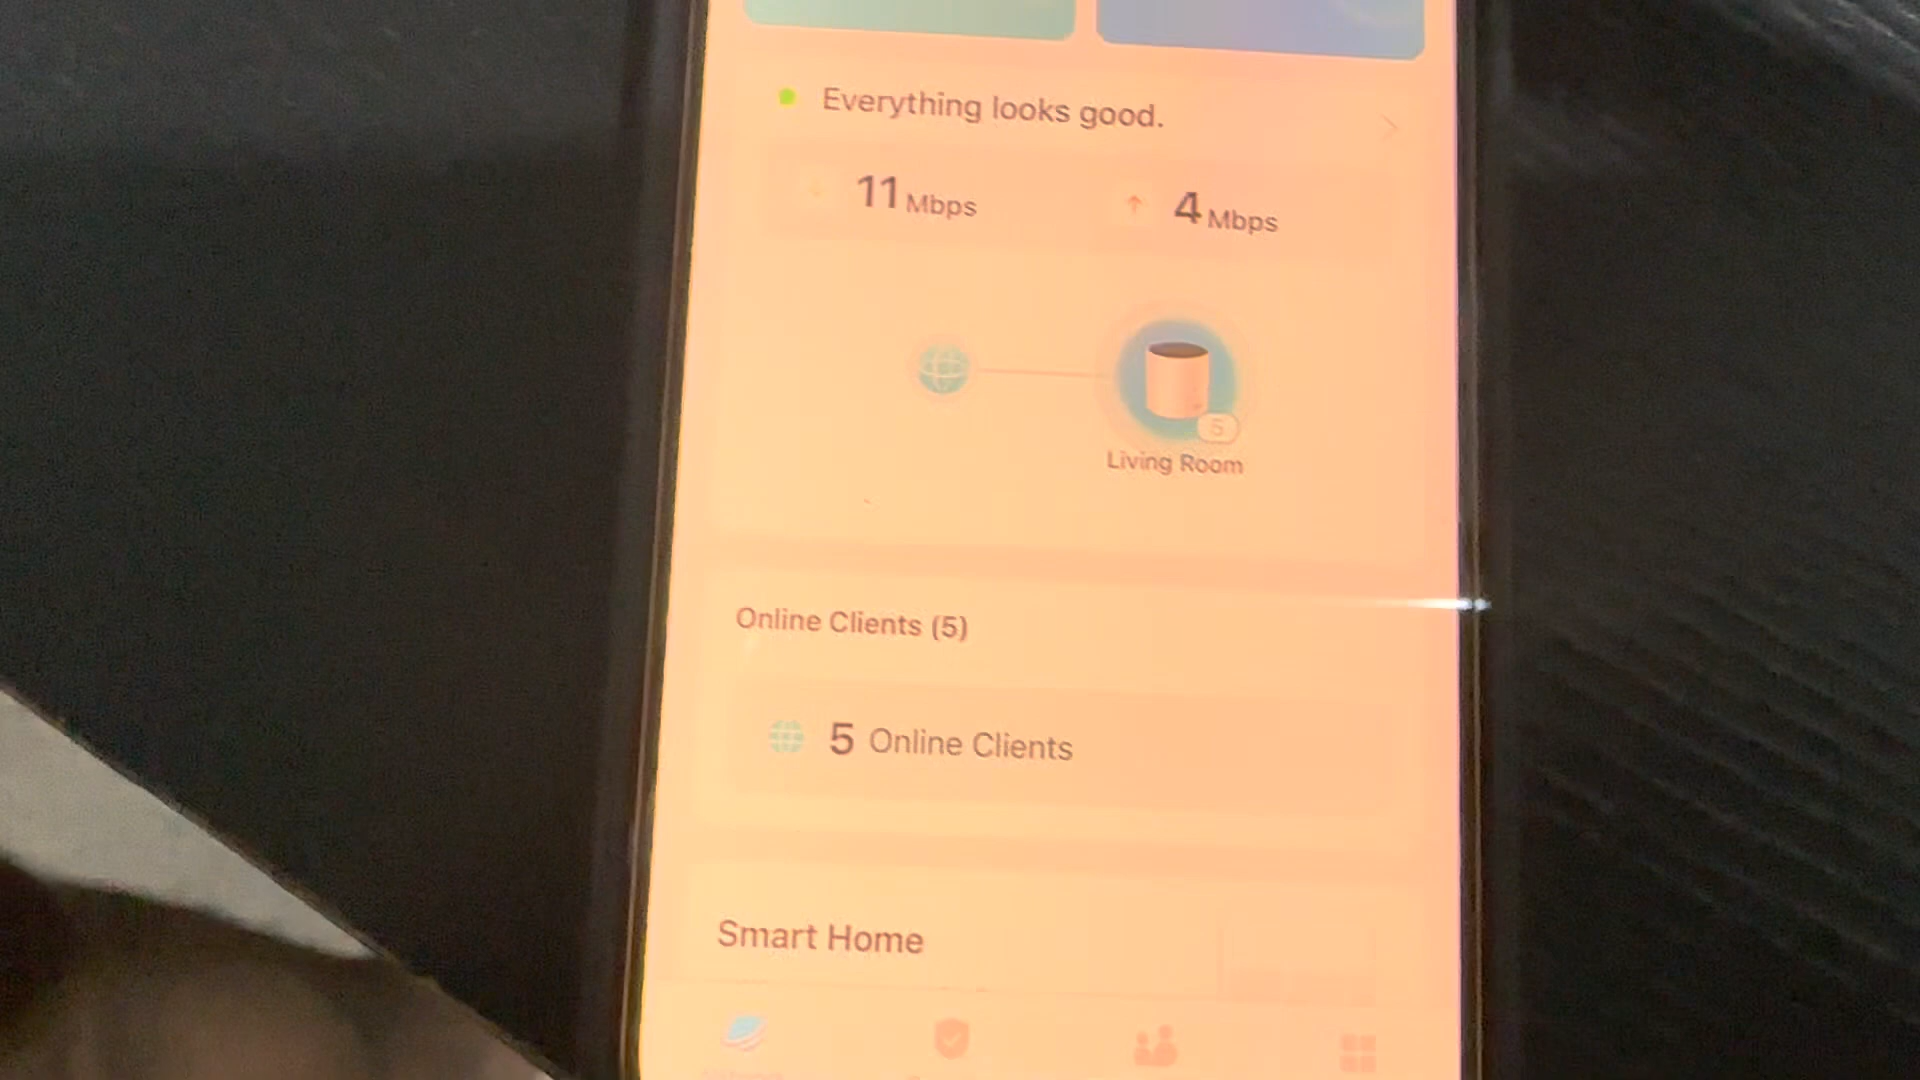 Everything looks good.
11 Mbps
4 Mbps
5
Living Room
Online Clients (5)
5 Online Clients
Smart Home